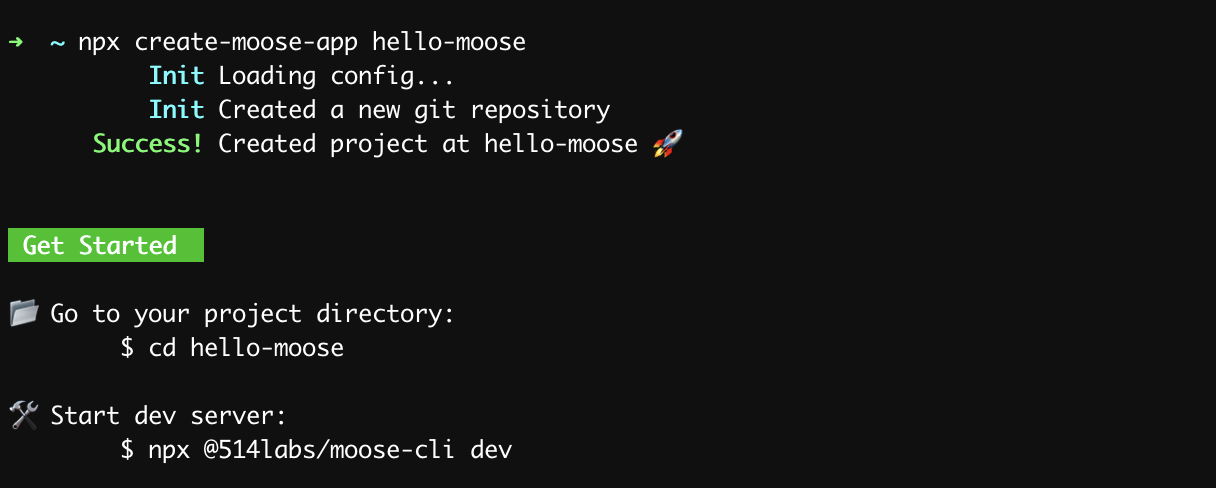 ➜ ~ npx create-moose-app hello-moose
Init Loading config...
Init Created a new git repository
Success! Created project at hello-moose 🚀
Get Started
📂 Go to your project directory:
$ cd hello-moose
🛠 Start dev server:
$ npx @514labs/moose-cli dev